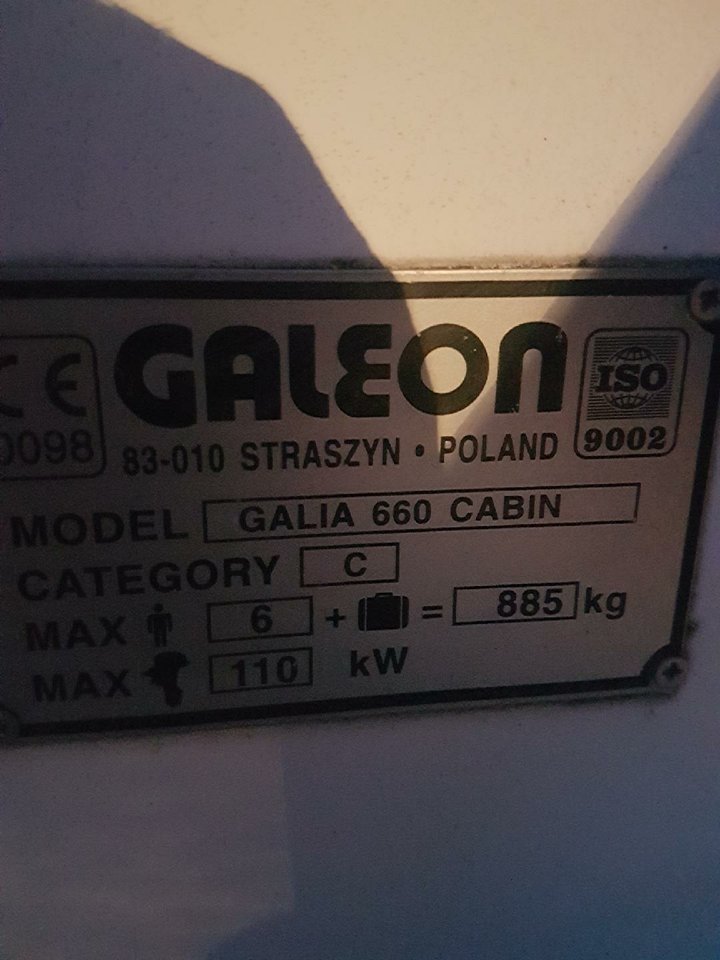 CE
0098
GALEON
ISO
9002
83-010 STRASZYN • POLAND
MODEL GALIA 660 CABIN
CATEGORY C
MAX 6 + = 885 kg
MAX 110 kW